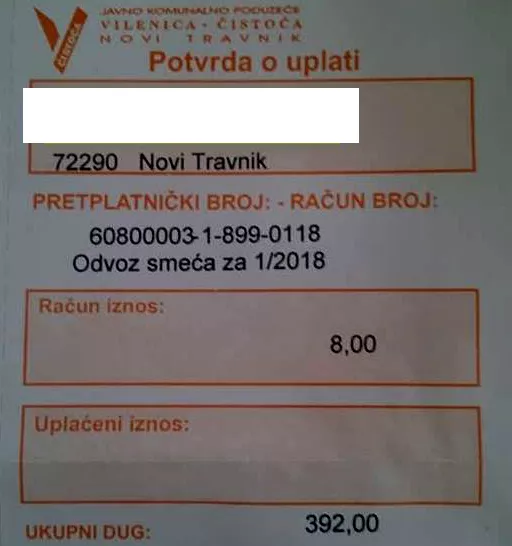 JAVNO KOMUNALNO PODUZEĆE
VILENICA - ČISTOĆA
NOVI TRAVNIK
ČISTOĆA
Potvrda o uplati
72290 Novi Travnik
PRETPLATNIČKI BROJ: - RAČUN BROJ:
60800003-1-899-0118
Odvoz smeća za 1/2018
Račun iznos:
8,00
Uplaćeni iznos:
UKUPNI DUG: 392,00